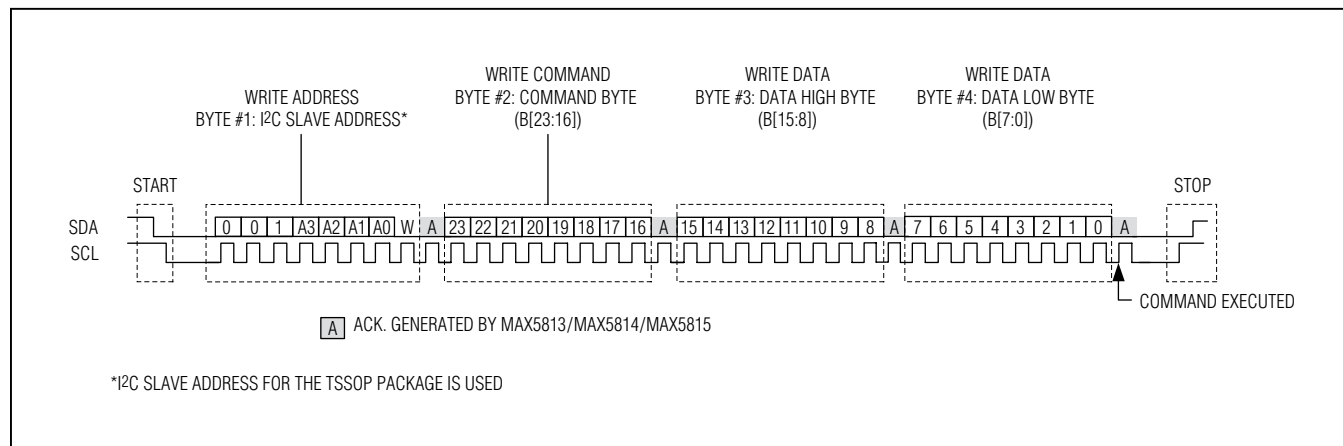 WRITE ADDRESS
BYTE #1: I2C SLAVE ADDRESS*
WRITE COMMAND
BYTE #2: COMMAND BYTE
(B[23:16])
WRITE DATA
BYTE #3: DATA HIGH BYTE
(B[15:8])
WRITE DATA
BYTE #4: DATA LOW BYTE
(B[7:0])
START
STOP
SDA 0 0 1 A3 A2 A1 A0 W A 23 22 21 20 19 18 17 16 A 15 14 13 12 11 10 9 8 A 7 6 5 4 3 2 1 0 A
SCL
COMMAND EXECUTED
A ACK. GENERATED BY MAX5813/MAX5814/MAX5815
*I2C SLAVE ADDRESS FOR THE TSSOP PACKAGE IS USED